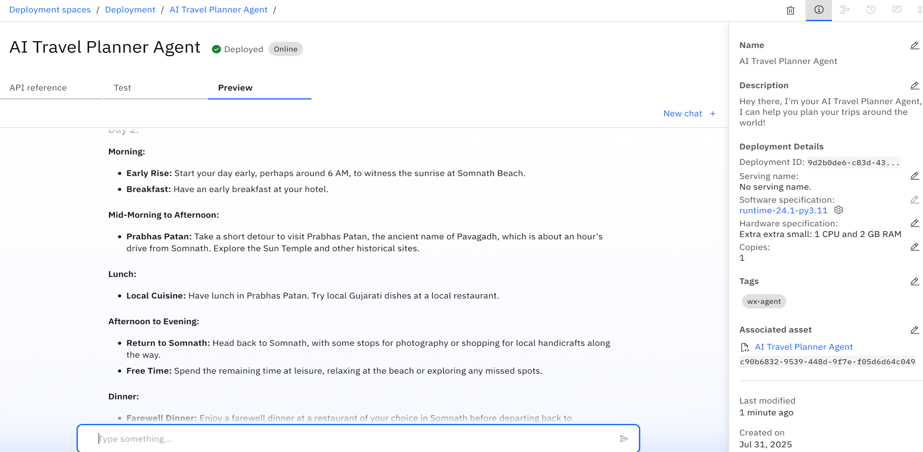 Deployment spaces / Deployment / AI Travel Planner Agent /
AI Travel Planner Agent Deployed Online
API reference Test Preview
New chat +
Day 2:
Morning:
• Early Rise: Start your day early, perhaps around 6 AM, to witness the sunrise at Somnath Beach.
• Breakfast: Have an early breakfast at your hotel.
Mid-Morning to Afternoon:
• Prabhas Patan: Take a short detour to visit Prabhas Patan, the ancient name of Pavagadh, which is about an hour's
drive from Somnath. Explore the Sun Temple and other historical sites.
Lunch:
• Local Cuisine: Have lunch in Prabhas Patan. Try local Gujarati dishes at a local restaurant.
Afternoon to Evening:
• Return to Somnath: Head back to Somnath, with some stops for photography or shopping for local handicrafts along
the way.
• Free Time: Spend the remaining time at leisure, relaxing at the beach or exploring any missed spots.
Dinner:
• Farewell Dinner: Enjoy a farewell dinner at a restaurant of your choice in Somnath before departing back to
Type something...
Name
AI Travel Planner Agent
Description
Hey there, I'm your AI Travel Planner Agent,
I can help you plan your trips around the
world!
Deployment Details
Deployment ID: 9d2b0de6-c83d-43...
Serving name:
No serving name.
Software specification:
runtime-24.1-py3.11
Hardware specification:
Extra extra small: 1 CPU and 2 GB RAM
Copies:
1
Tags
wx-agent
Associated asset
AI Travel Planner Agent
c90b6832-9539-448d-9f7e-f05d6d64c049
Last modified
1 minute ago
Created on
Jul 31, 2025